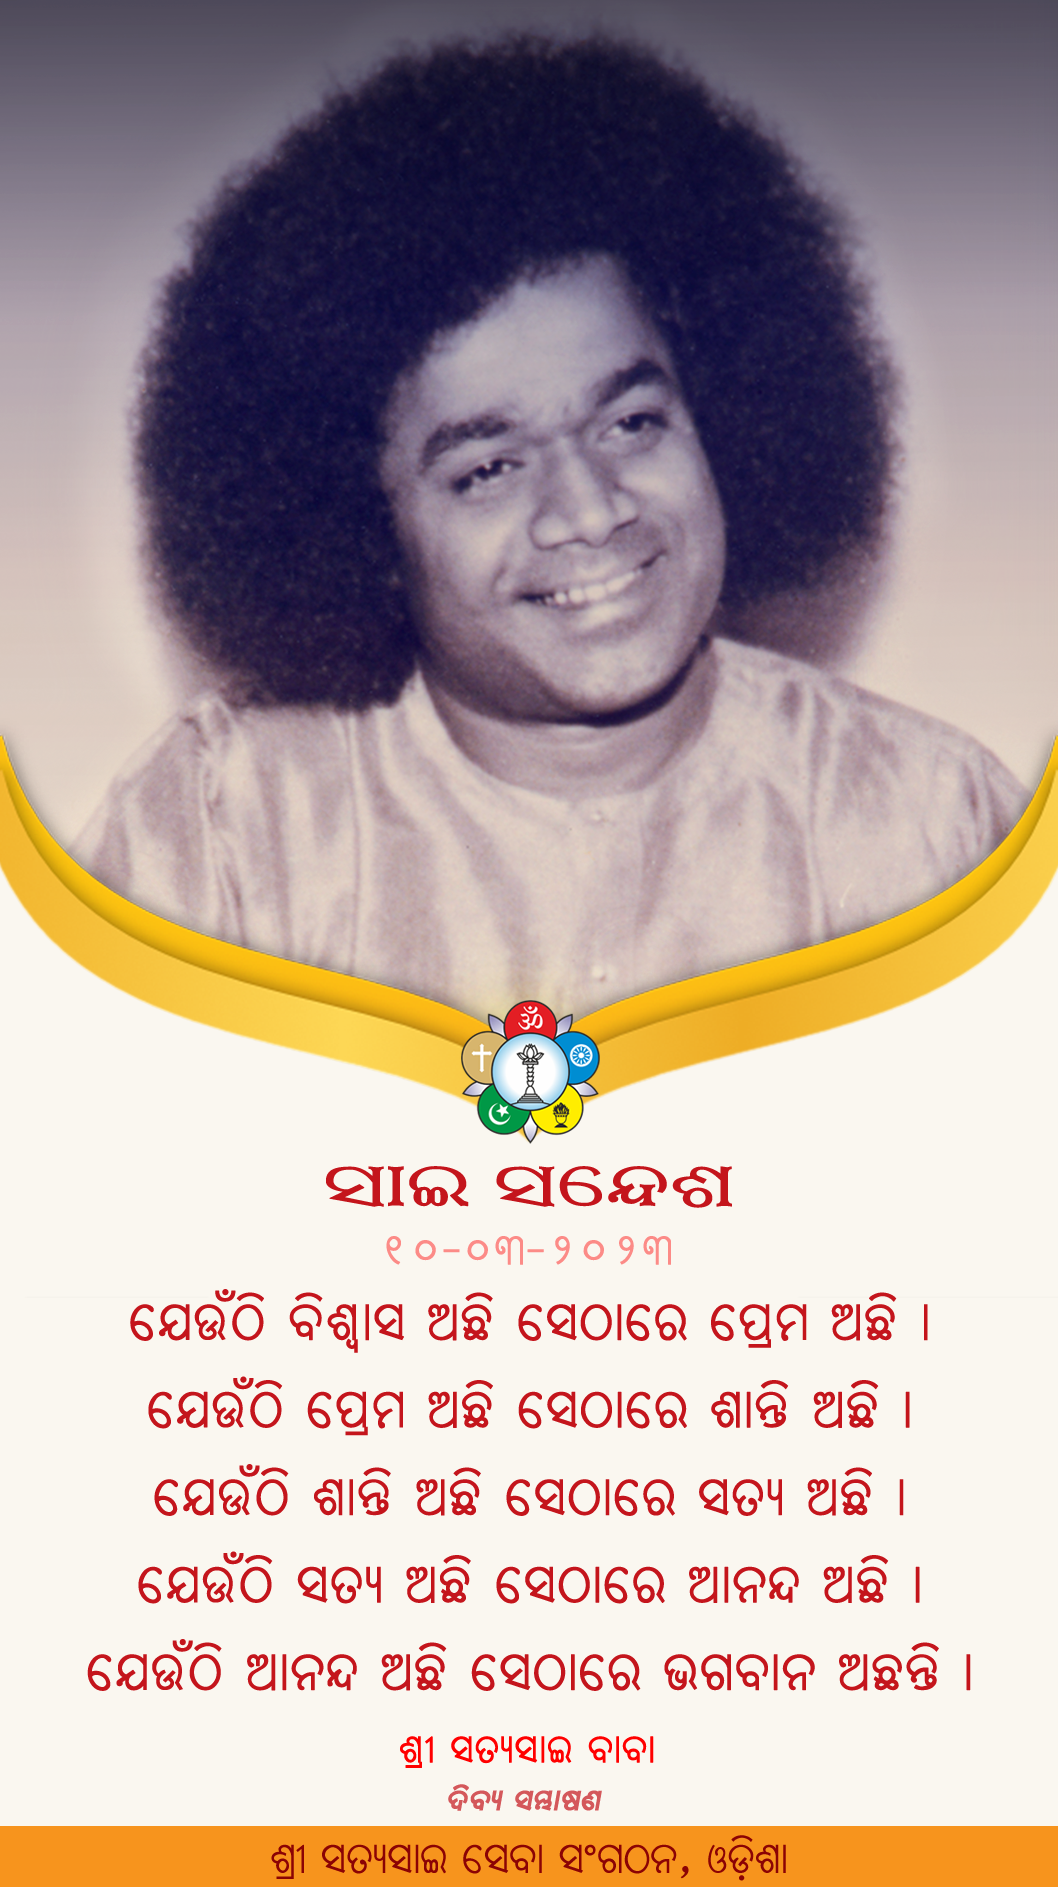 ॐ
ସାଇ ସନ୍ଦେଶ
୧୦-୦୩-୨୦୨୩
ଯେଉଁଠି ବିଶ୍ୱାସ ଅଛି ସେଠାରେ ପ୍ରେମ ଅଛି ।
ଯେଉଁଠି ପ୍ରେମ ଅଛି ସେଠାରେ ଶାନ୍ତି ଅଛି ।
ଯେଉଁଠି ଶାନ୍ତି ଅଛି ସେଠାରେ ସତ୍ୟ ଅଛି ।
ଯେଉଁଠି ସତ୍ୟ ଅଛି ସେଠାରେ ଆନନ୍ଦ ଅଛି ।
ଯେଉଁଠି ଆନନ୍ଦ ଅଛି ସେଠାରେ ଭଗବାନ ଅଛନ୍ତି ।
ଶ୍ରୀ ସତ୍ୟସାଇ ବାବା
ଦିବ୍ୟ ସମ୍ଭାଷଣ
ଶ୍ରୀ ସତ୍ୟସାଇ ସେବା ସଂଗଠନ, ଓଡ଼ିଶା